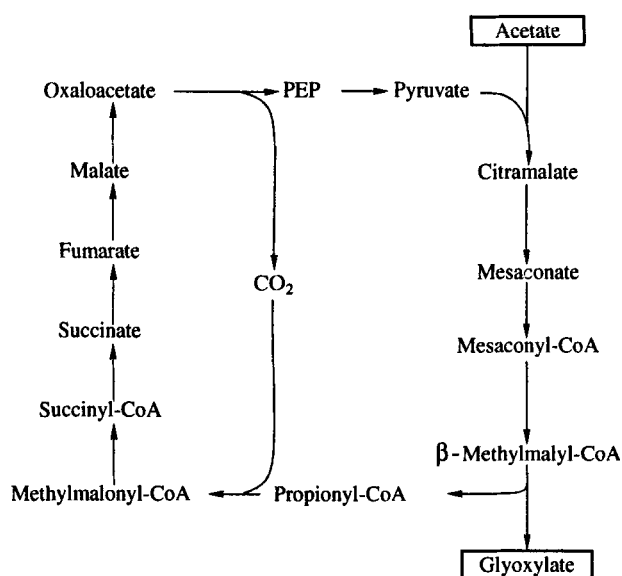 Acetate
Oxaloacetate
PEP
Pyruvate
Malate
Citramalate
Fumarate
CO₂
Mesaconate
Succinate
Mesaconyl-CoA
Succinyl-CoA
β-Methylmalyl-CoA
Methylmalonyl-CoA
Propionyl-CoA
Glyoxylate